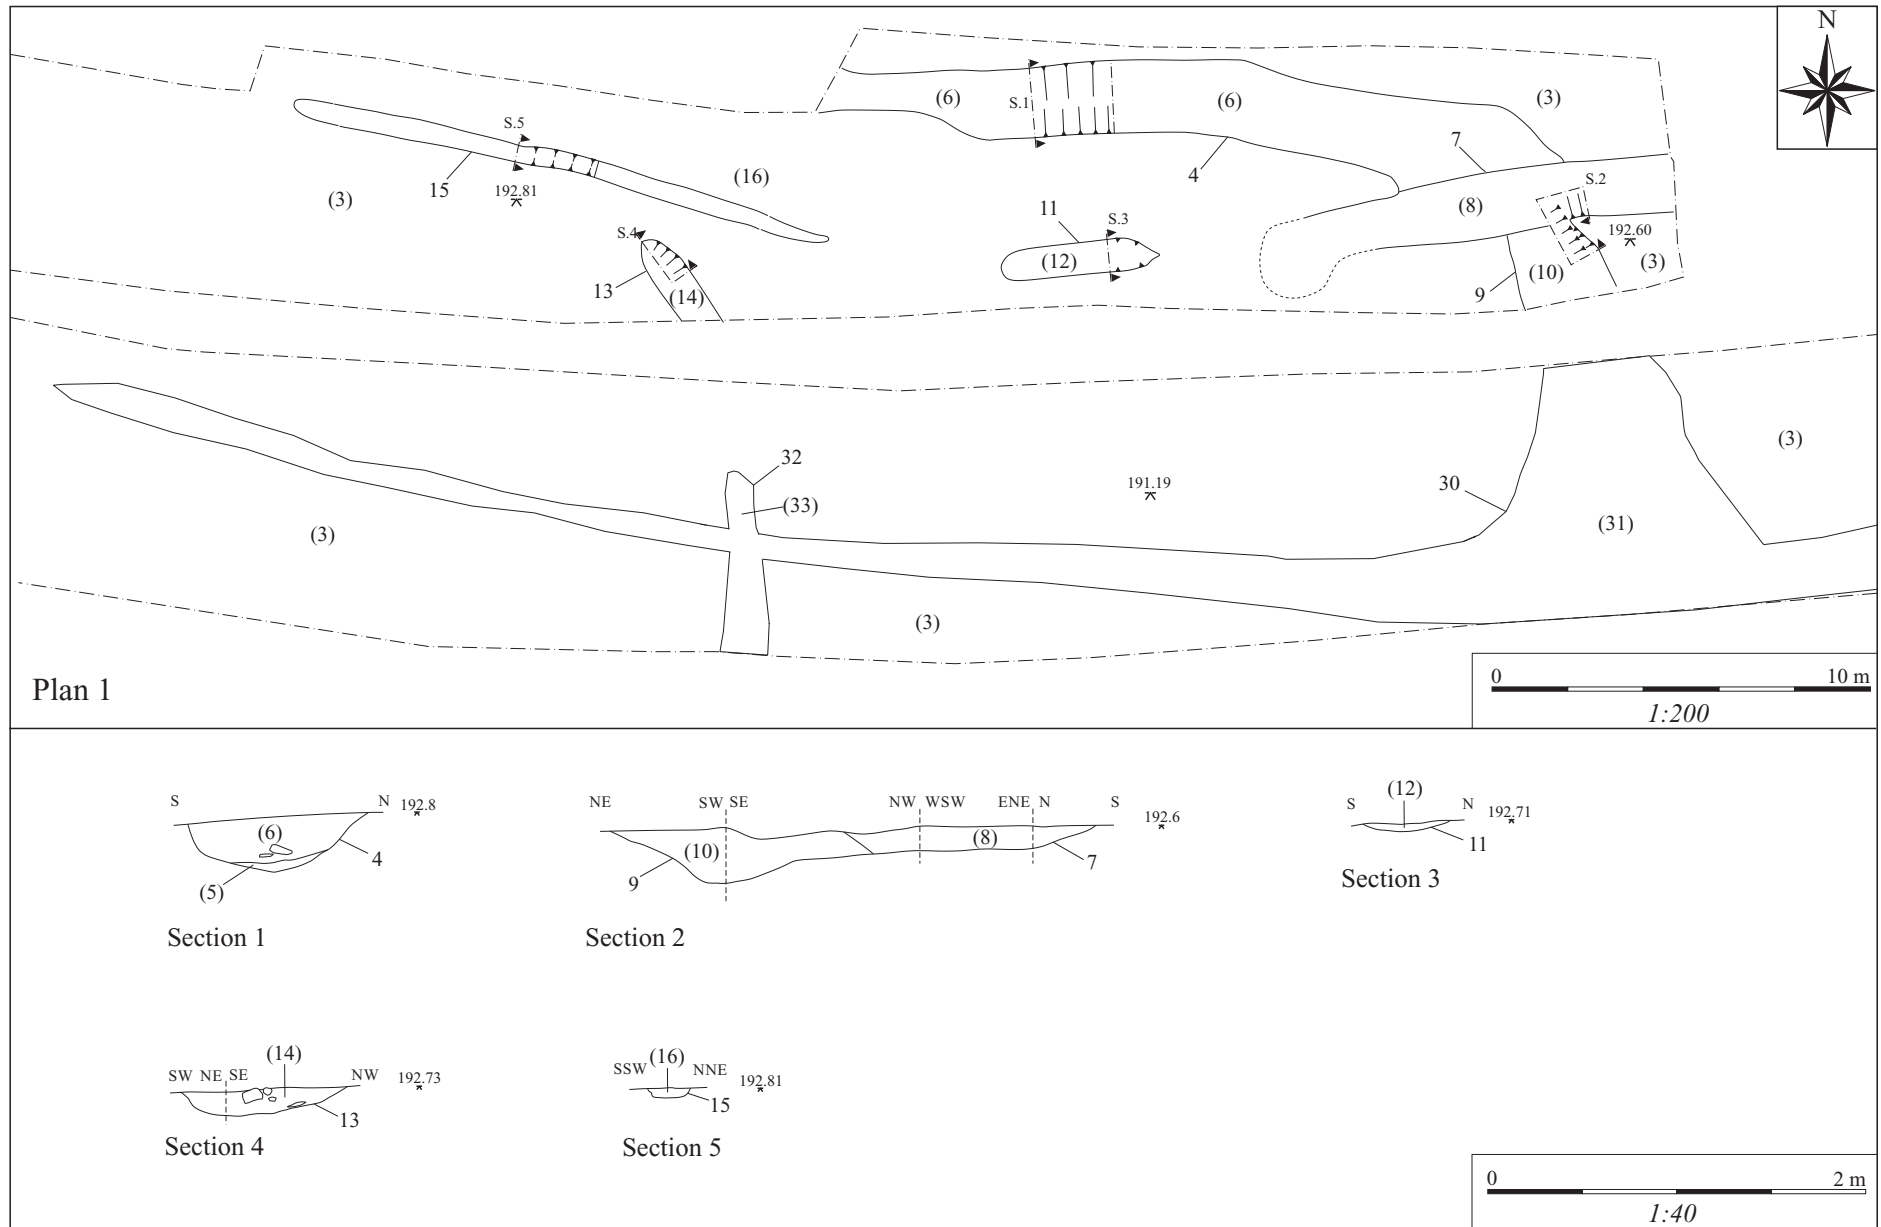 N
(6)
S.1
(6)
(3)
S.5
7
15
(16)
4
S.2
192.81
(3)
(8)
11
S.3
S.4
192.60
(12)
(10)
(3)
13
(14)
9
32
(3)
191.19
30
(33)
(31)
(3)
(3)
Plan 1
0 10 m
1:200
S N 192.8
(6)
4
(5)
Section 1
NE SW SE NW WSW ENE N S 192.6
(10) (8)
9 7
Section 2
(12)
S N 192.71
11
Section 3
(14)
SW NE SE NW 192.73
13
Section 4
(16)
SSW NNE 192.81
15
Section 5
0 2 m
1:40